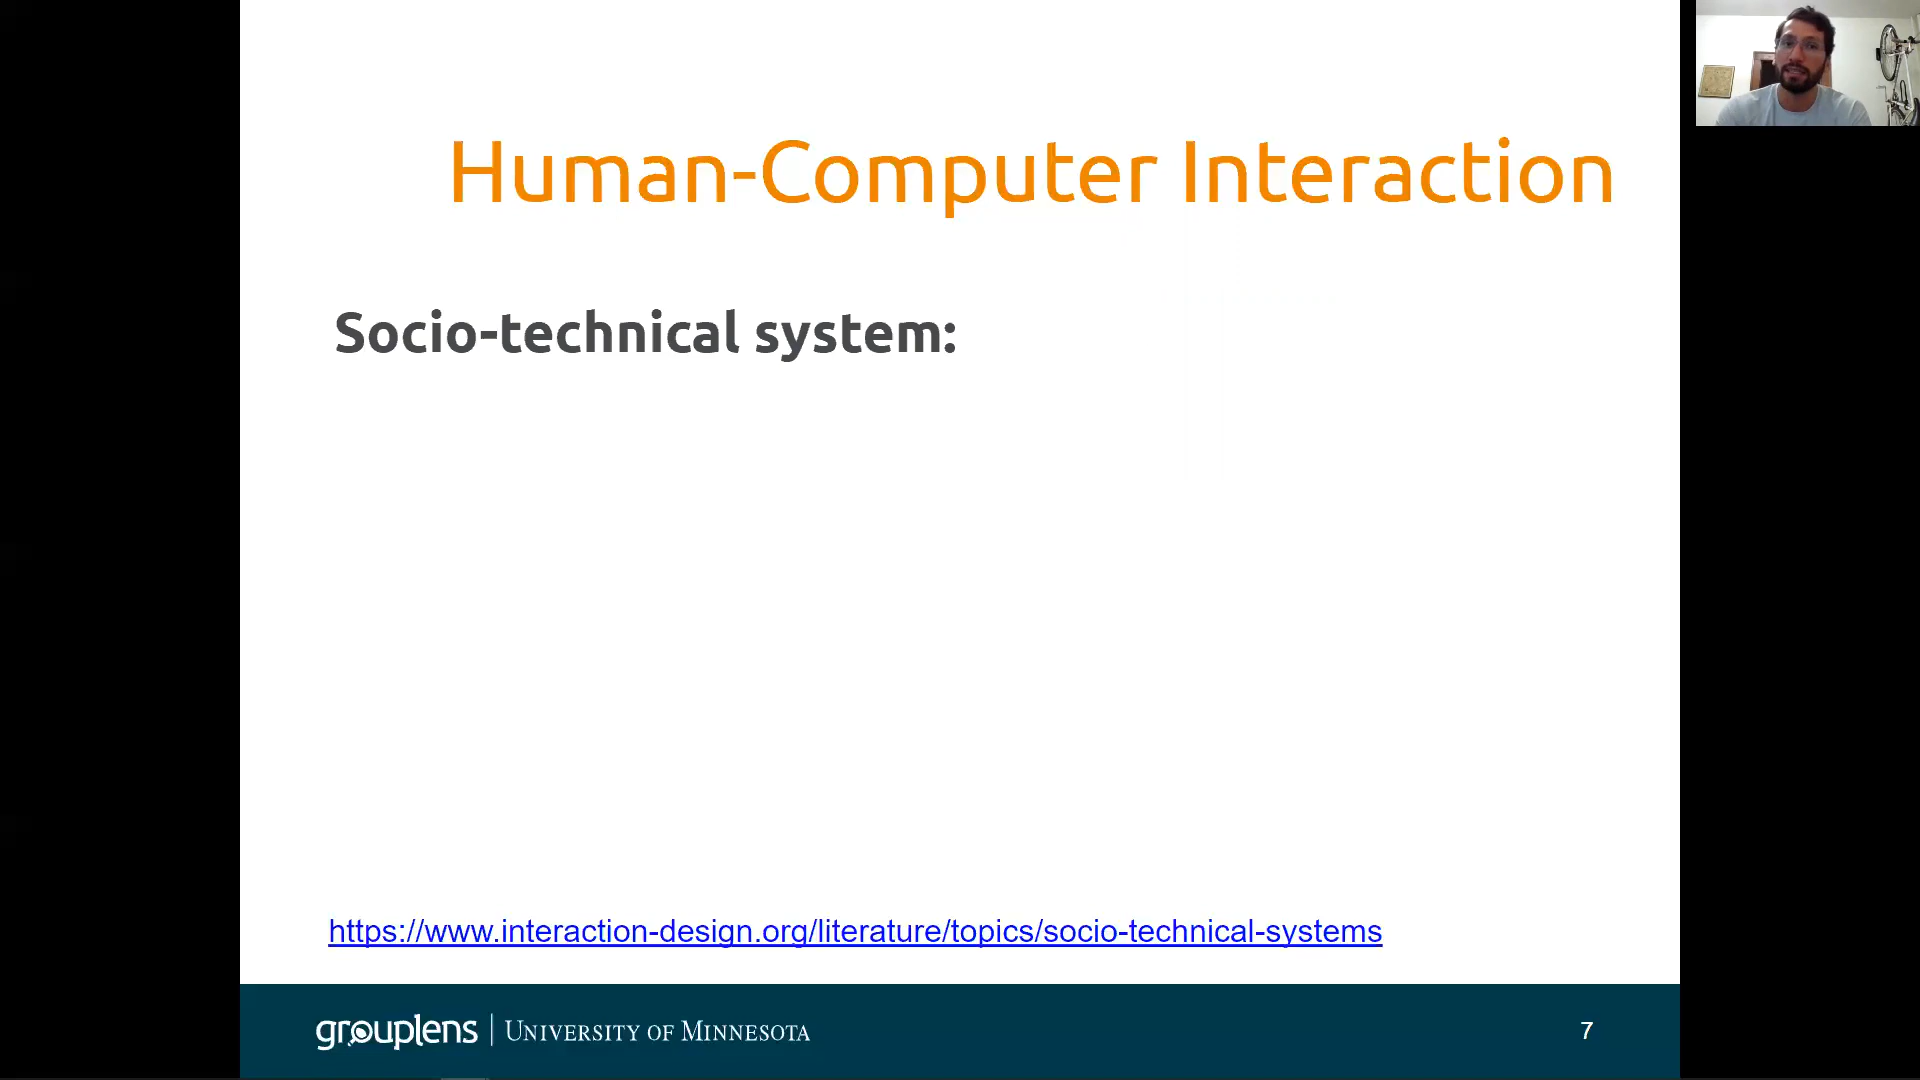 Human-Computer Interaction
Socio-technical system:
https://www.interaction-design.org/literature/topics/socio-technical-systems
grouplens | UNIVERSITY OF MINNESOTA
7